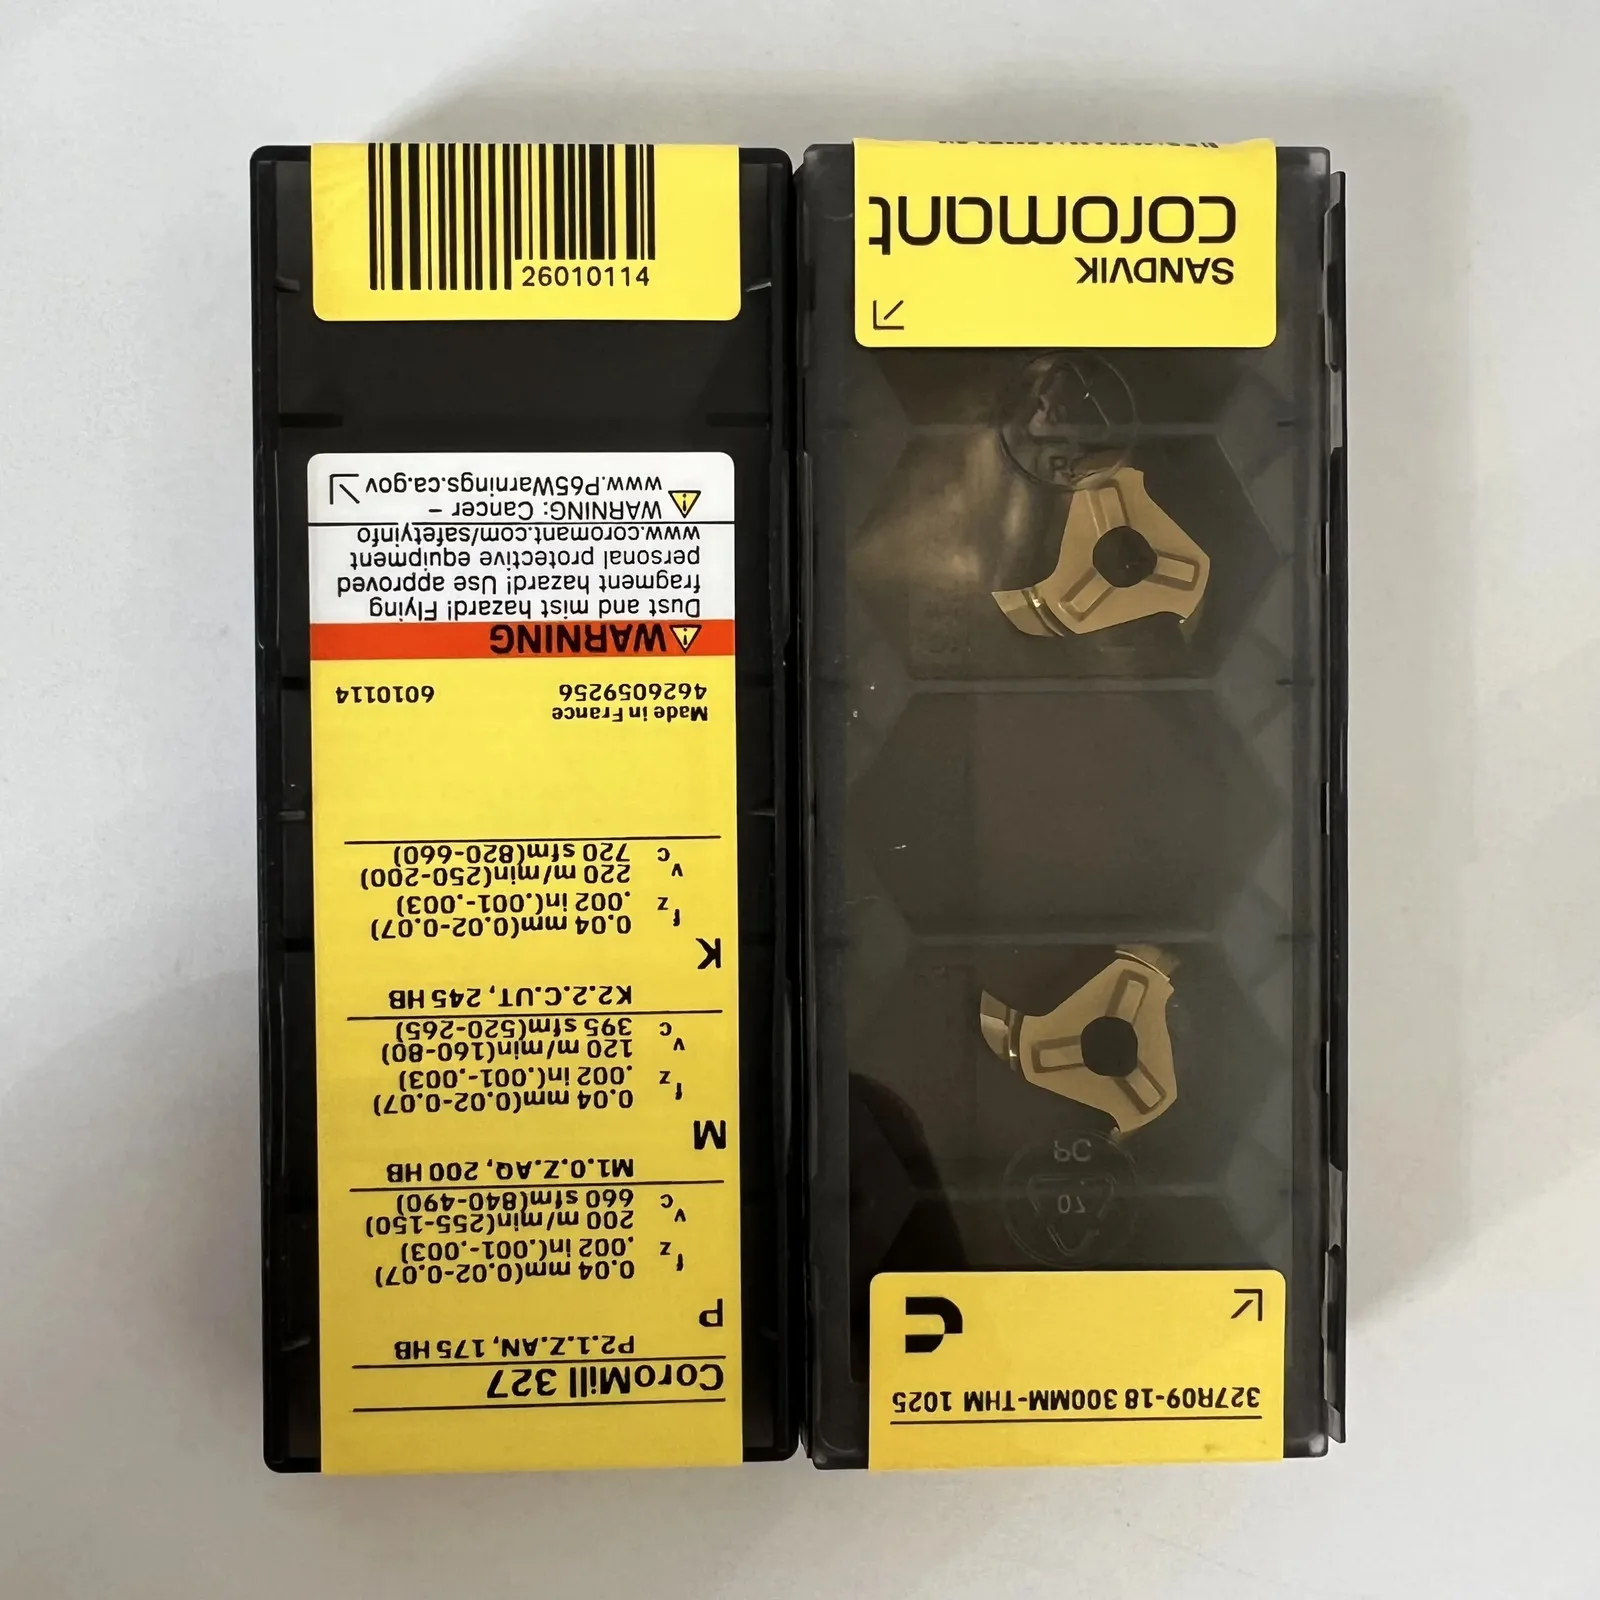 26010114
CoroMill 327
P2.1.Z.AN, 175 HB
P
fz 0.04 mm(0.02-0.07)
.002 in(.001-.003)
vc 200 m/min(255-150)
660 sfm(840-490)
M1.0.Z.AQ, 200 HB
M
fz 0.04 mm(0.02-0.07)
.002 in(.001-.003)
vc 120 m/min(160-80)
395 sfm(520-265)
K2.2.C.UT, 245 HB
K
fz 0.04 mm(0.02-0.07)
.002 in(.001-.003)
vc 220 m/min(250-200)
720 sfm(820-660)
Made in France
4626059256 6010114
WARNING
Dust and mist hazard! Flying
fragment hazard! Use approved
personal protective equipment
www.coromant.com/safetyinfo
WARNING: Cancer –
www.P65Warnings.ca.gov
327R09-18 300MM-THM 1025
70
PC
PC
SANDVIK
coromant